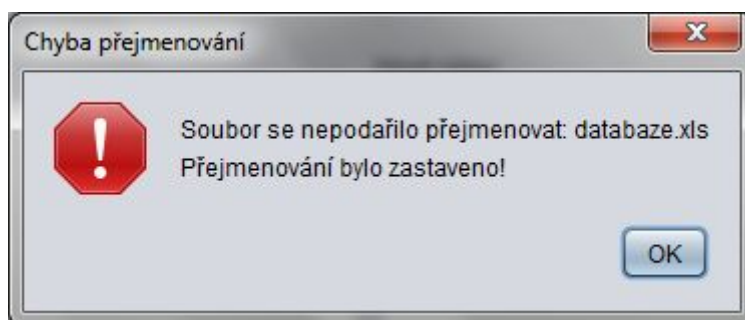 Chyba přejmenování
Soubor se nepodařilo přejmenovat: databaze.xls
Přejmenování bylo zastaveno!
OK